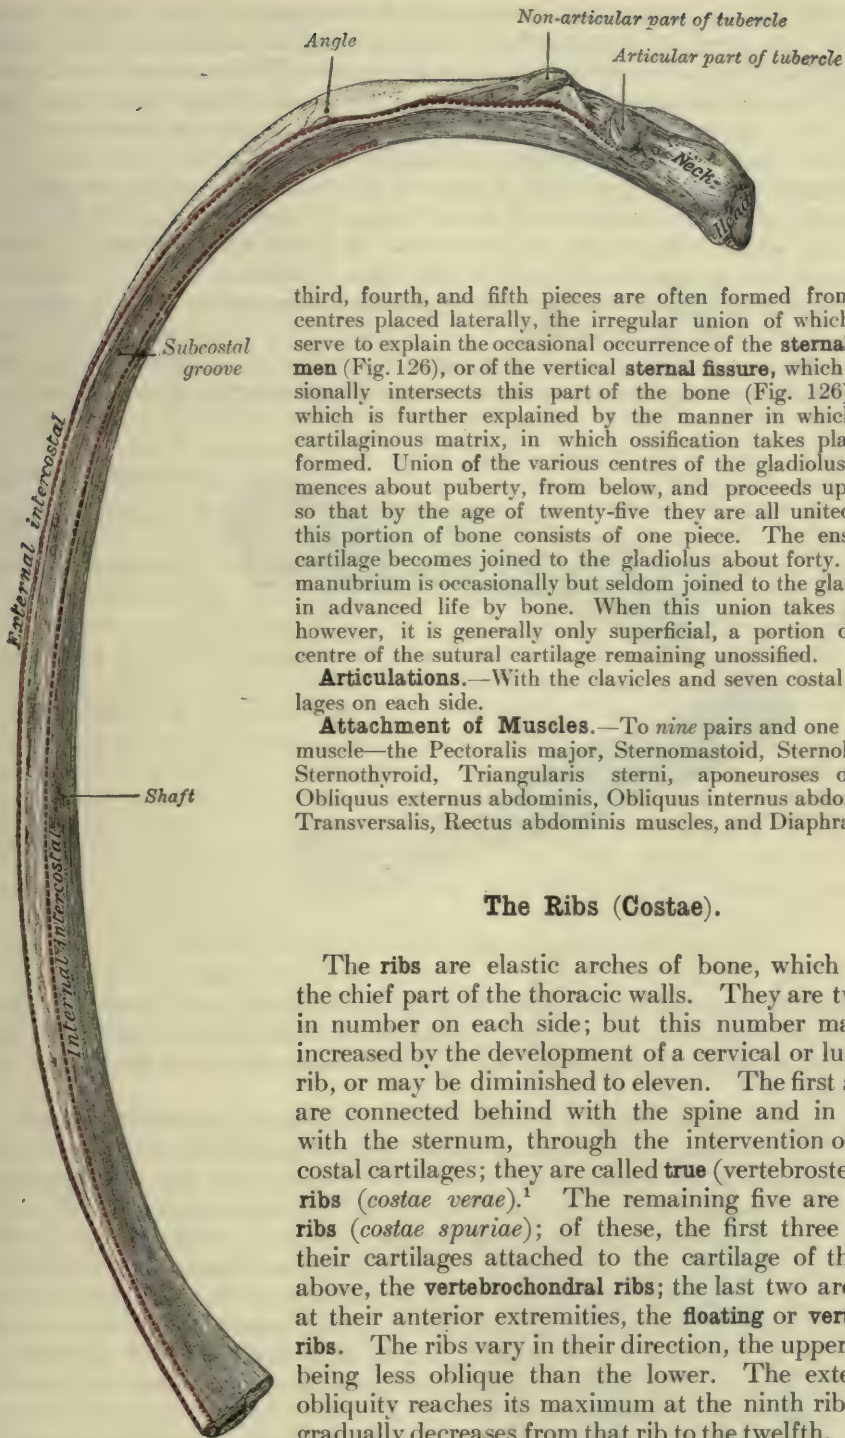 Non-articular part of tubercle
Angle
Articular part of tubercle
Neck
Head
Subcostal
groove
External intercostal
Internal intercostal
Shaft
third, fourth, and fifth pieces are often formed from
centres placed laterally, the irregular union of which
serve to explain the occasional occurrence of the sternal
men (Fig. 126), or of the vertical sternal fissure, which
sionally intersects this part of the bone (Fig. 126)
which is further explained by the manner in which
cartilaginous matrix, in which ossification takes pla
formed. Union of the various centres of the gladiolus
mences about puberty, from below, and proceeds up
so that by the age of twenty-five they are all united
this portion of bone consists of one piece. The ens
cartilage becomes joined to the gladiolus about forty.
manubrium is occasionally but seldom joined to the gla
in advanced life by bone. When this union takes
however, it is generally only superficial, a portion o
centre of the sutural cartilage remaining unossified.
Articulations.—With the clavicles and seven costal
lages on each side.
Attachment of Muscles.—To nine pairs and one
muscle—the Pectoralis major, Sternomastoid, Sternoh
Sternothyroid, Triangularis sterni, aponeuroses o
Obliquus externus abdominis, Obliquus internus abdo
Transversalis, Rectus abdominis muscles, and Diaphra
The Ribs (Costae).
The ribs are elastic arches of bone, which
the chief part of the thoracic walls. They are tw
in number on each side; but this number ma
increased by the development of a cervical or lu
rib, or may be diminished to eleven. The first s
are connected behind with the spine and in
with the sternum, through the intervention o
costal cartilages; they are called true (vertebroste
ribs (costae verae).¹ The remaining five are
ribs (costae spuriae); of these, the first three
their cartilages attached to the cartilage of th
above, the vertebrochondral ribs; the last two are
at their anterior extremities, the floating or vert
ribs. The ribs vary in their direction, the upper
being less oblique than the lower. The exte
obliquity reaches its maximum at the ninth rib
gradually decreases from that rib to the twelfth.